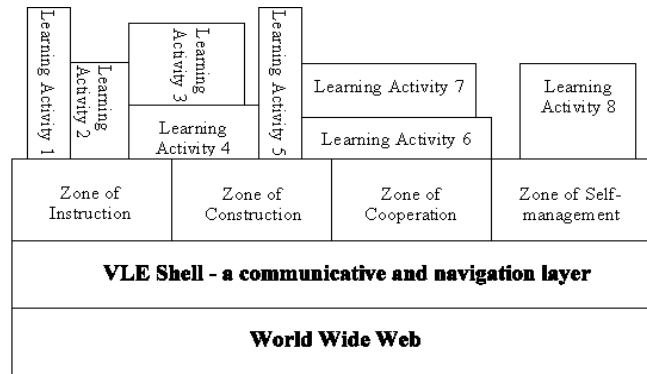 Learning Activity 1
Learning
Activity 2
Learning
Activity 3
Learning
Activity 4
Learning Activity 5
Learning Activity 7
Learning Activity 6
Learning
Activity 8
Zone of
Instruction
Zone of
Construction
Zone of
Cooperation
Zone of Self-
management
VLE Shell - a communicative and navigation layer
World Wide Web